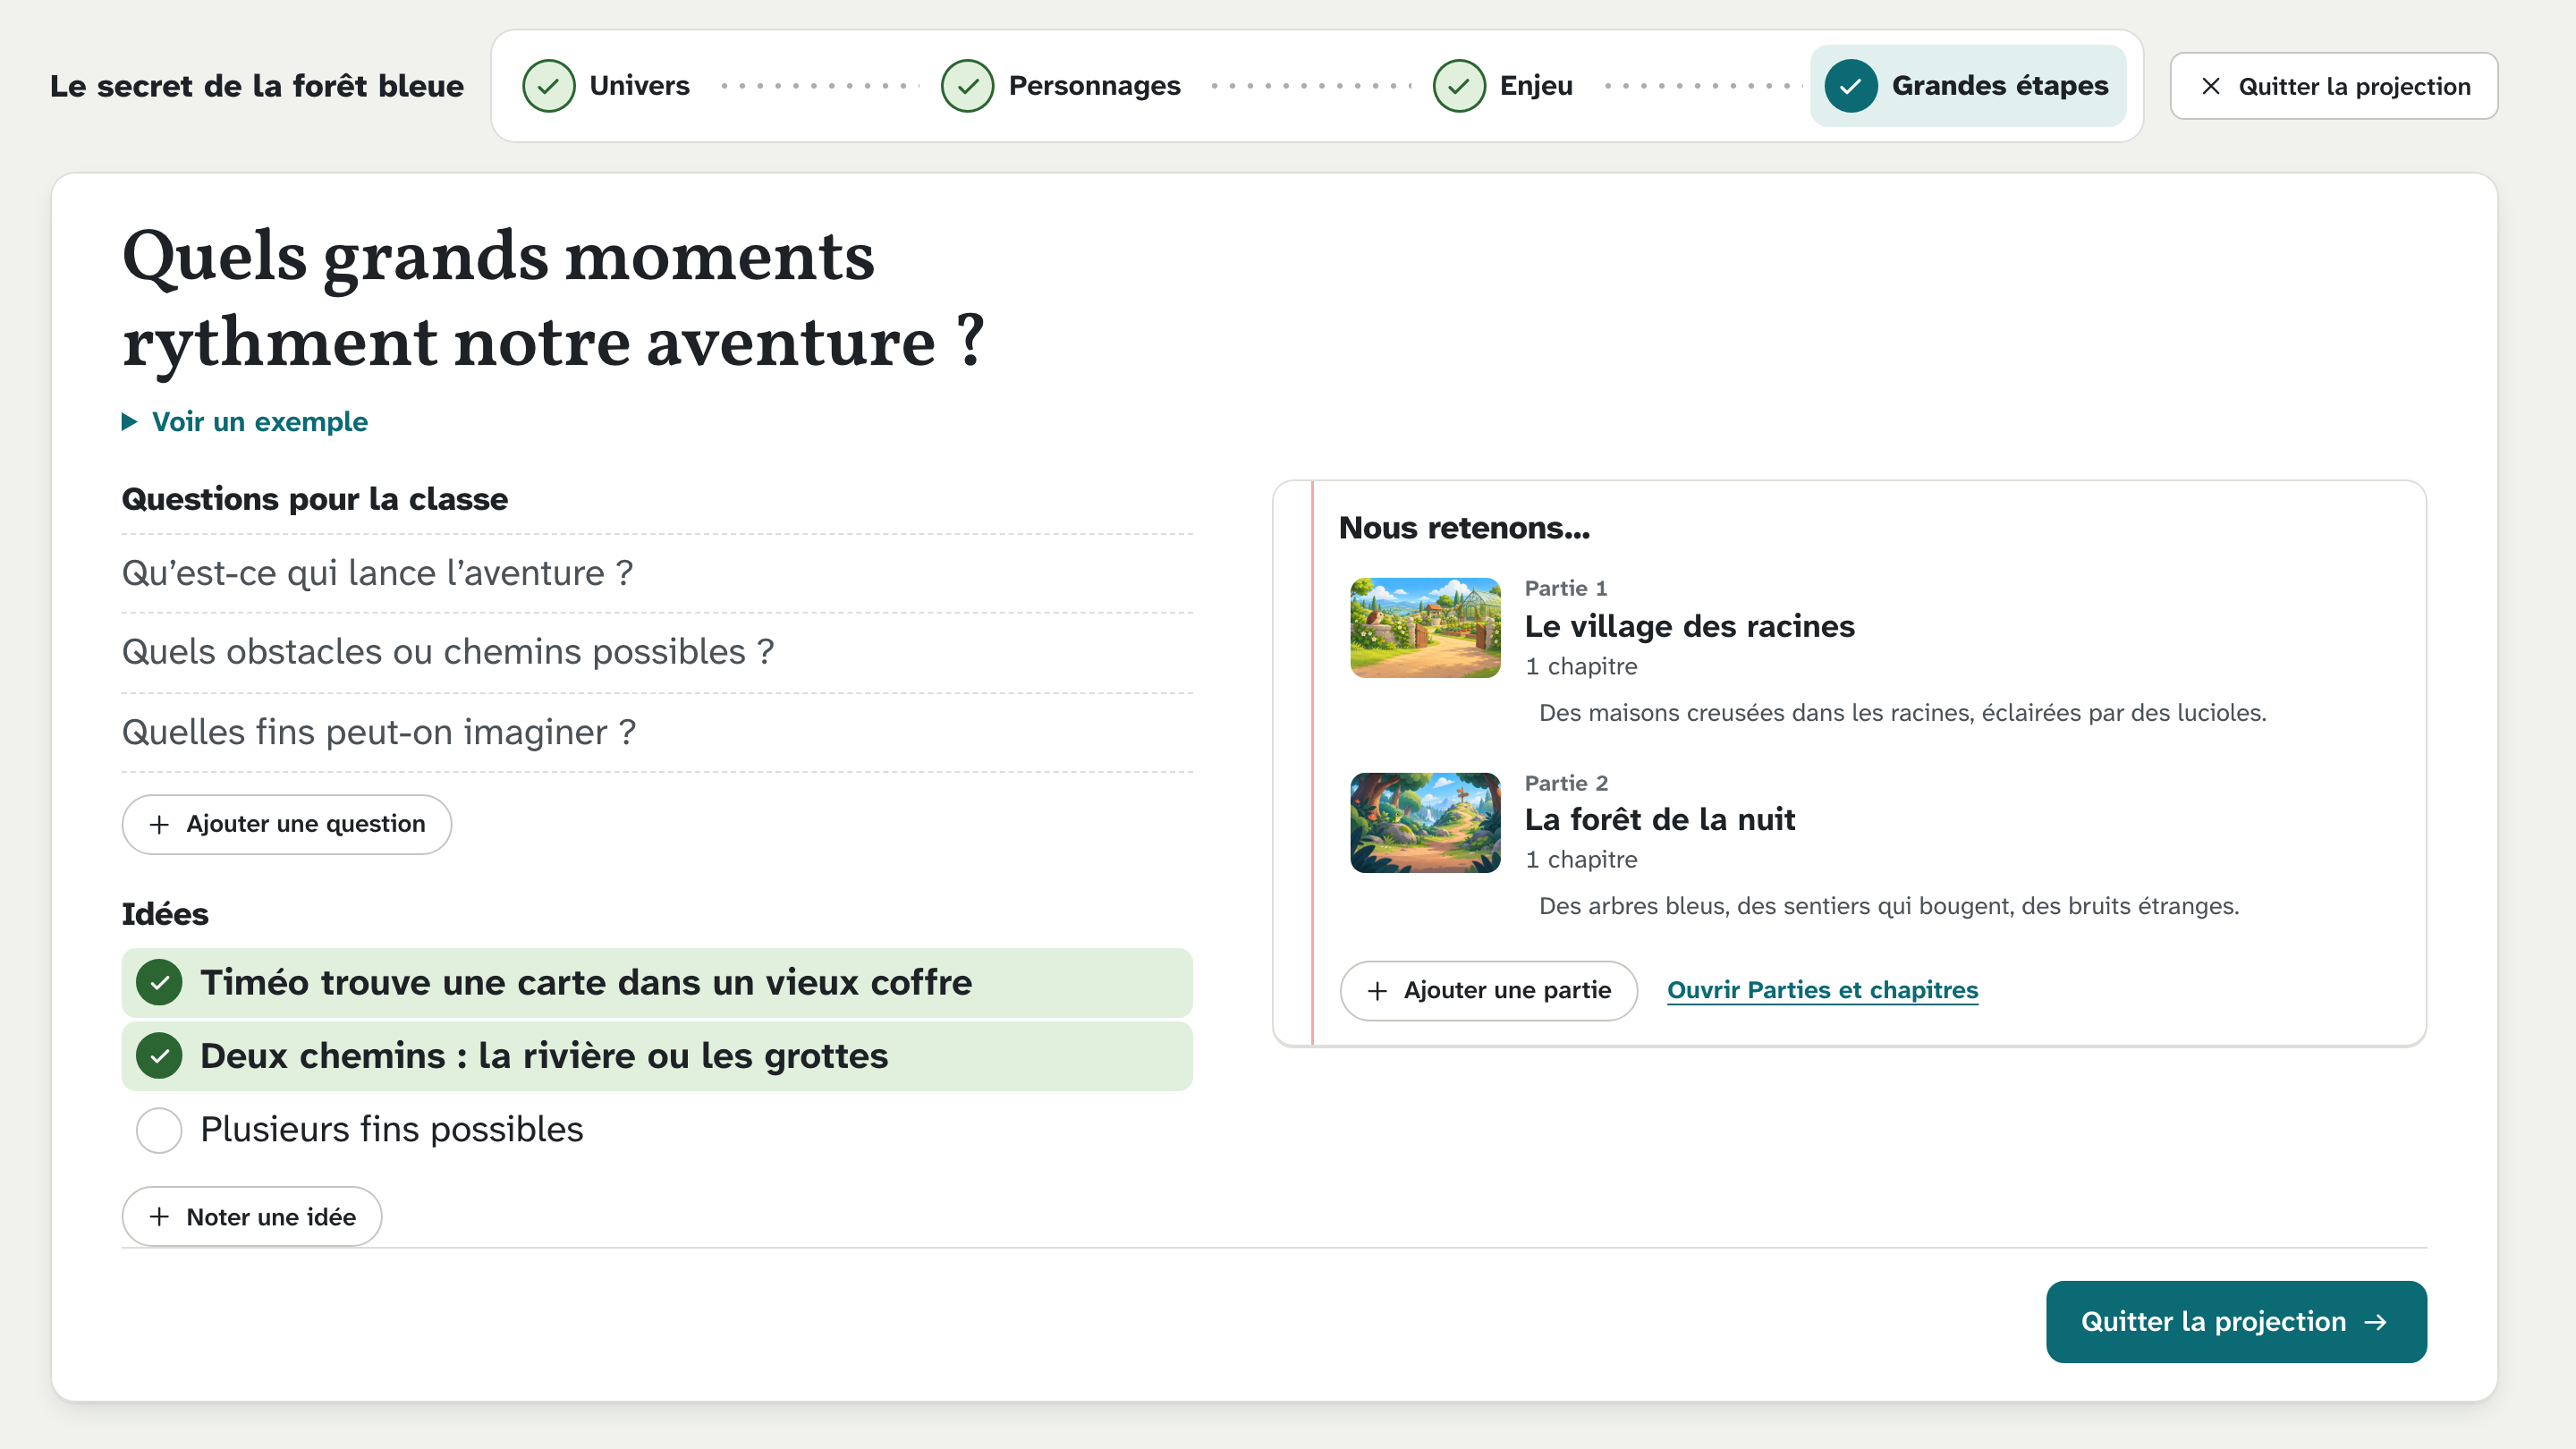 Le secret de la forêt bleue
Univers
Personnages
Enjeu
Grandes étapes
Quitter la projection
Quels grands moments
rythment notre aventure ?
Voir un exemple
Questions pour la classe
Qu’est-ce qui lance l’aventure ?
Quels obstacles ou chemins possibles ?
Quelles fins peut-on imaginer ?
Ajouter une question
Idées
Timéo trouve une carte dans un vieux coffre
Deux chemins : la rivière ou les grottes
Plusieurs fins possibles
Noter une idée
Nous retenons...
Partie 1
Le village des racines
1 chapitre
Des maisons creusées dans les racines, éclairées par des lucioles.
Partie 2
La forêt de la nuit
1 chapitre
Des arbres bleus, des sentiers qui bougent, des bruits étranges.
Ajouter une partie
Ouvrir Parties et chapitres
Quitter la projection